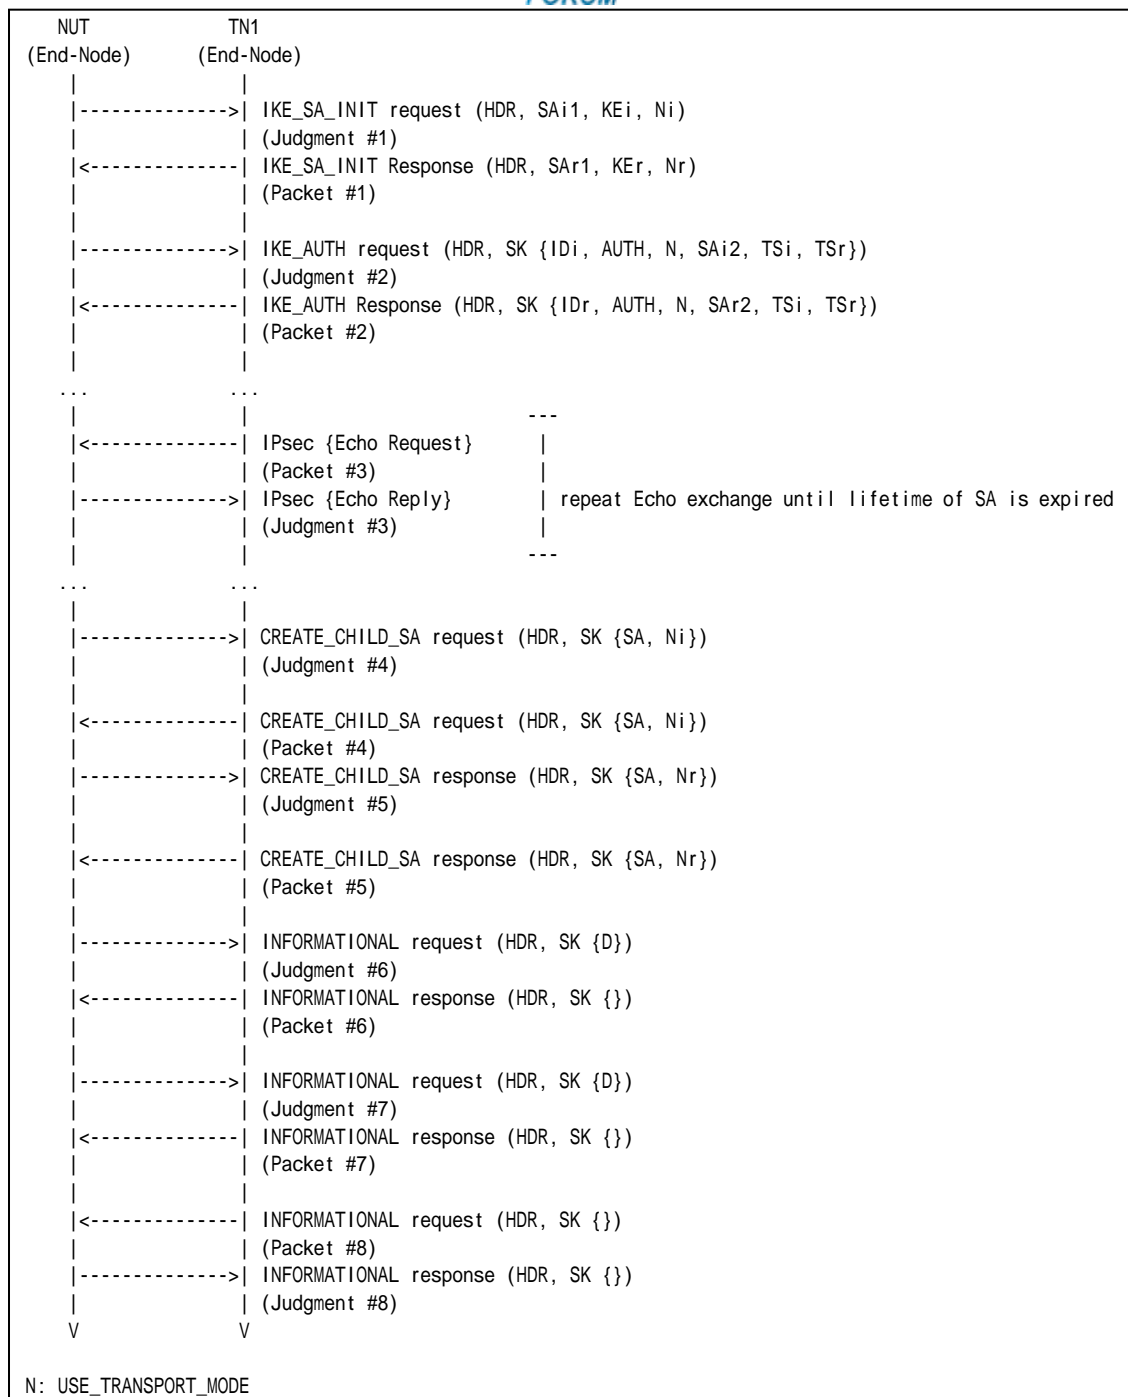 FORUM
NUT TN1
(End-Node) (End-Node)
| |
|-------------->| IKE_SA_INIT request (HDR, SAi1, KEi, Ni)
| | (Judgment #1)
|<--------------| IKE_SA_INIT Response (HDR, SAr1, KEr, Nr)
| | (Packet #1)
| |
|-------------->| IKE_AUTH request (HDR, SK {IDi, AUTH, N, SAi2, TSi, TSr})
| | (Judgment #2)
|<--------------| IKE_AUTH Response (HDR, SK {IDr, AUTH, N, SAr2, TSi, TSr})
| | (Packet #2)
| |
... ...
| | ---
|<--------------| IPsec {Echo Request} |
| | (Packet #3) |
|-------------->| IPsec {Echo Reply} | repeat Echo exchange until lifetime of SA is expired
| | (Judgment #3) |
| | ---
... ...
| |
|-------------->| CREATE_CHILD_SA request (HDR, SK {SA, Ni})
| | (Judgment #4)
| |
|<--------------| CREATE_CHILD_SA request (HDR, SK {SA, Ni})
| | (Packet #4)
|-------------->| CREATE_CHILD_SA response (HDR, SK {SA, Nr})
| | (Judgment #5)
| |
|<--------------| CREATE_CHILD_SA response (HDR, SK {SA, Nr})
| | (Packet #5)
| |
|-------------->| INFORMATIONAL request (HDR, SK {D})
| | (Judgment #6)
|<--------------| INFORMATIONAL response (HDR, SK {})
| | (Packet #6)
| |
|-------------->| INFORMATIONAL request (HDR, SK {D})
| | (Judgment #7)
|<--------------| INFORMATIONAL response (HDR, SK {})
| | (Packet #7)
| |
|<--------------| INFORMATIONAL request (HDR, SK {})
| | (Packet #8)
|-------------->| INFORMATIONAL response (HDR, SK {})
| | (Judgment #8)
V V
N: USE_TRANSPORT_MODE